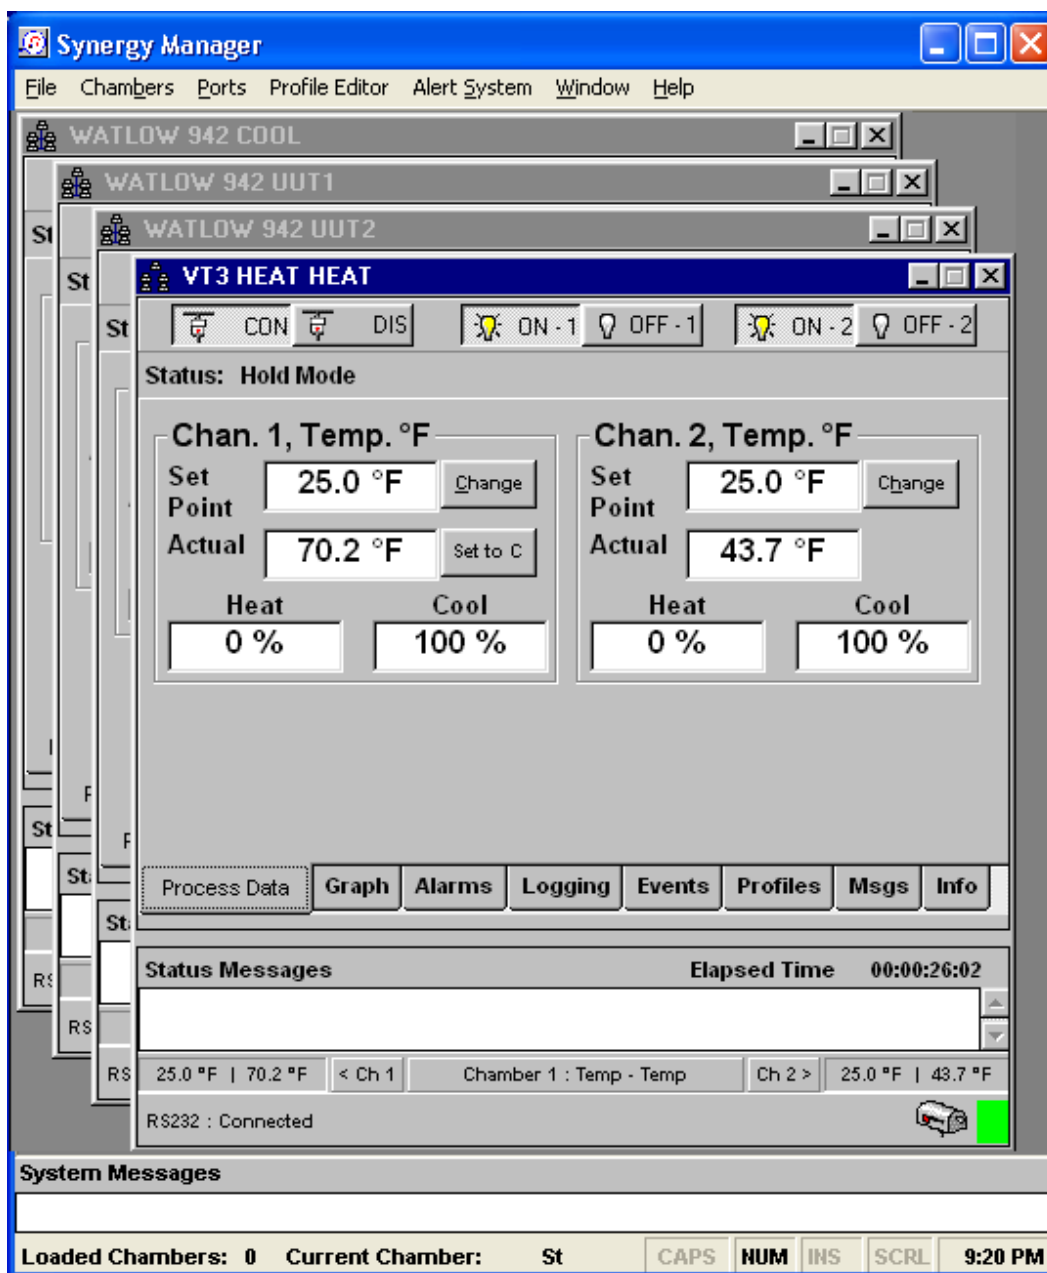 Synergy Manager
File Chambers Ports Profile Editor Alert System Window Help
WATLOW 942 COOL
WATLOW 942 UUT1
WATLOW 942 UUT2
VT3 HEAT HEAT
CON DIS ON - 1 OFF - 1 ON - 2 OFF - 2
Status: Hold Mode
Chan. 1, Temp. °F Chan. 2, Temp. °F
Set Point 25.0 °F Change Set Point 25.0 °F Change
Actual 70.2 °F Set to C Actual 43.7 °F
Heat Cool Heat Cool
0 % 100 % 0 % 100 %
Process Data Graph Alarms Logging Events Profiles Msgs Info
Status Messages Elapsed Time 00:00:26:02
25.0 °F | 70.2 °F < Ch 1 Chamber 1 : Temp - Temp Ch 2 > 25.0 °F | 43.7 °F
RS232 : Connected
System Messages
Loaded Chambers: 0 Current Chamber: St CAPS NUM INS SCRL 9:20 PM